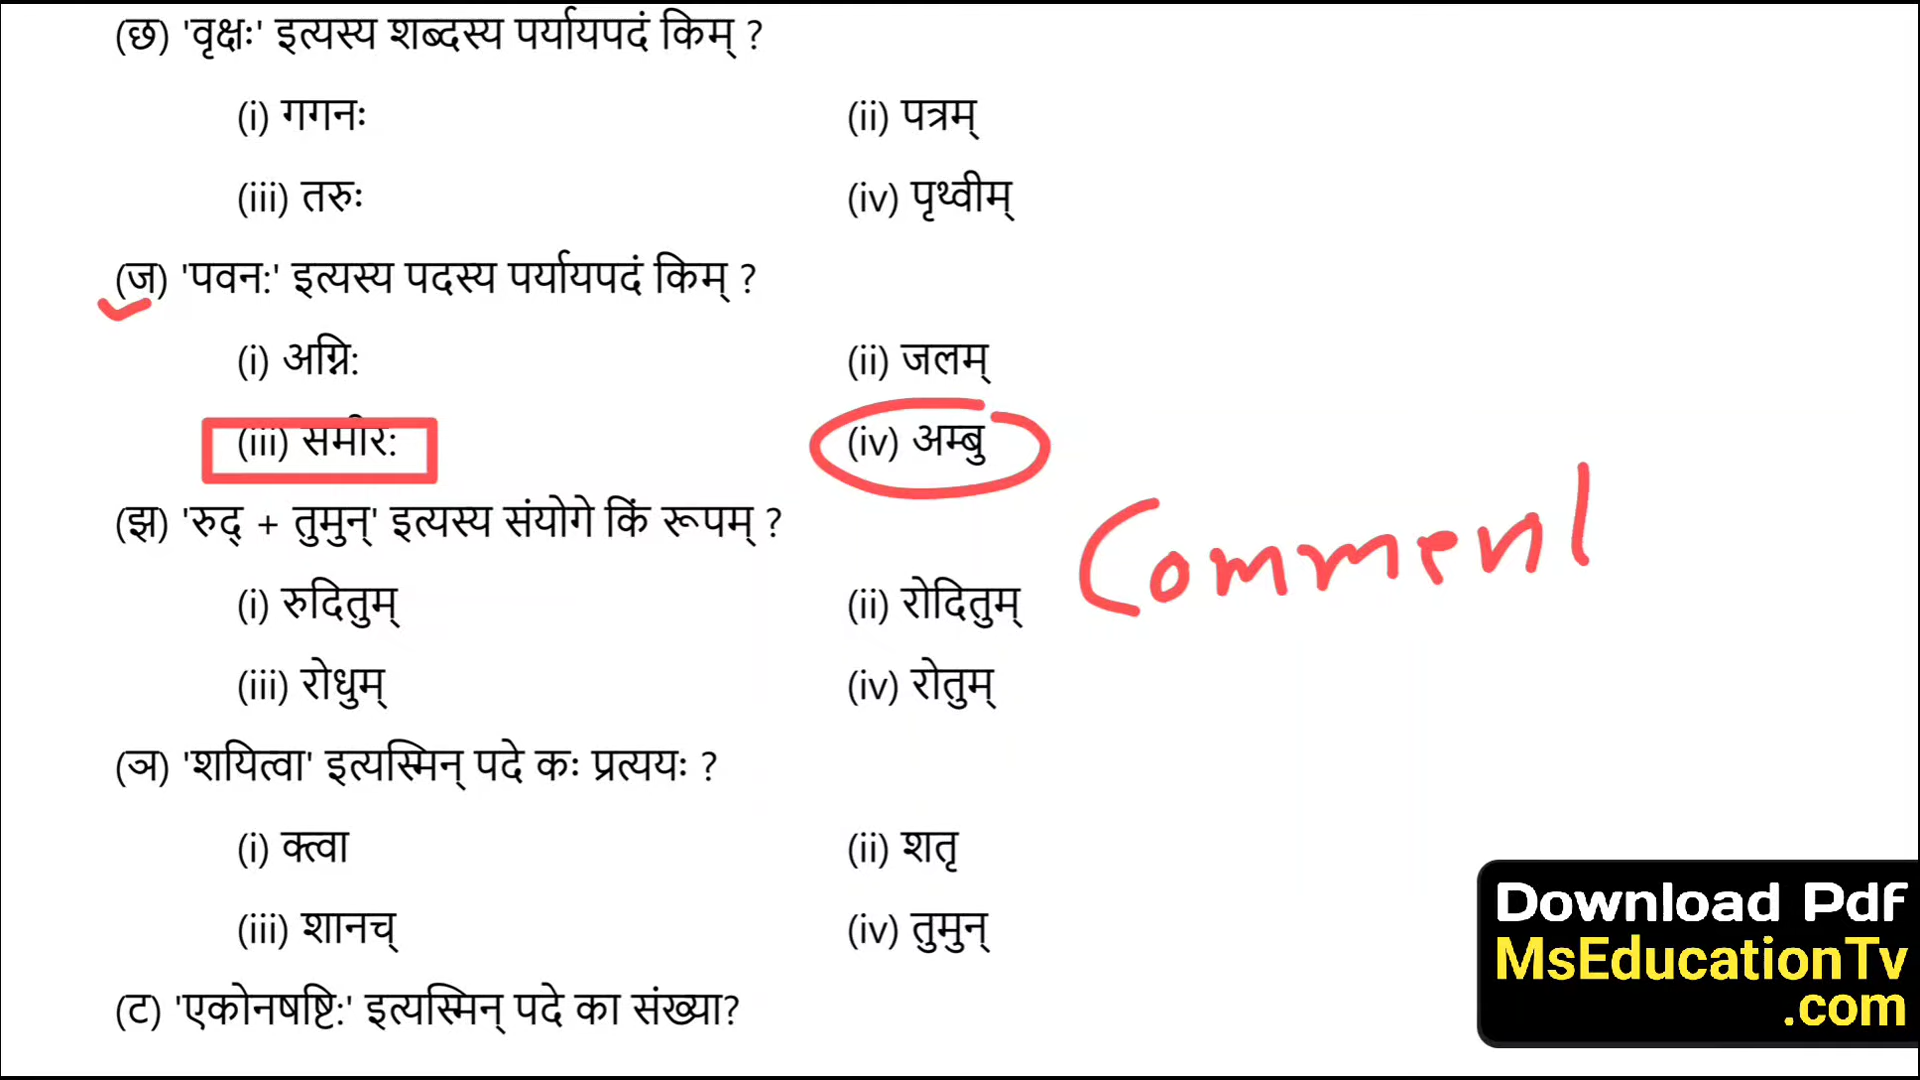 (छ) 'वृक्षः' इत्यस्य शब्दस्य पर्यायपदं किम् ?
(i) गगनः (ii) पत्रम्
(iii) तरुः (iv) पृथ्वीम्
(ज) 'पवन:' इत्यस्य पदस्य पर्यायपदं किम् ?
(i) अग्नि: (ii) जलम्
(iii) समीर: (iv) अम्बु
(झ) 'रुद् + तुमुन्' इत्यस्य संयोगे किं रूपम् ?
Comment
(i) रुदितुम् (ii) रोदितुम्
(iii) रोधुम् (iv) रोतुम्
(ञ) 'शयित्वा' इत्यस्मिन् पदे कः प्रत्ययः ?
(i) क्त्वा (ii) शतृ
(iii) शानच् (iv) तुमुन्
(ट) 'एकोनषष्टि:' इत्यस्मिन् पदे का संख्या?
Download Pdf
MsEducationTv
.com